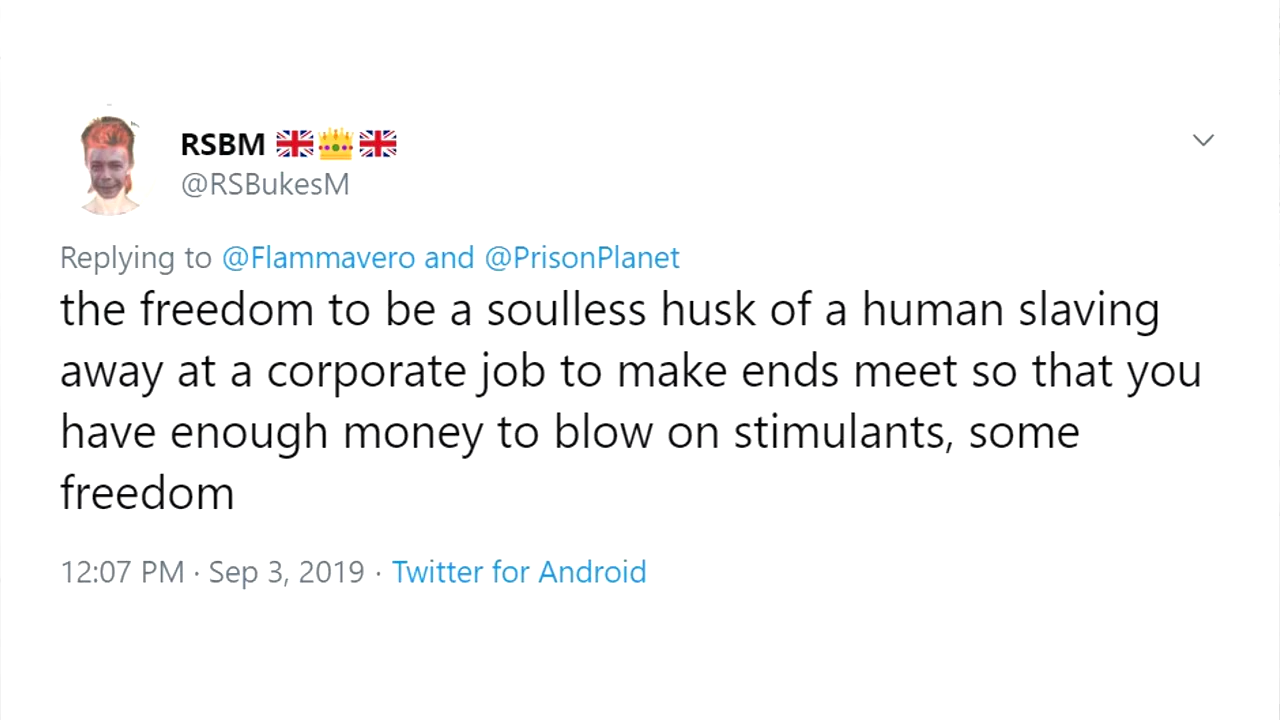 RSBM 🇬🇧👑🇬🇧
@RSBukesM
Replying to @Flammavero and @PrisonPlanet
the freedom to be a soulless husk of a human slaving
away at a corporate job to make ends meet so that you
have enough money to blow on stimulants, some
freedom
12:07 PM · Sep 3, 2019 · Twitter for Android